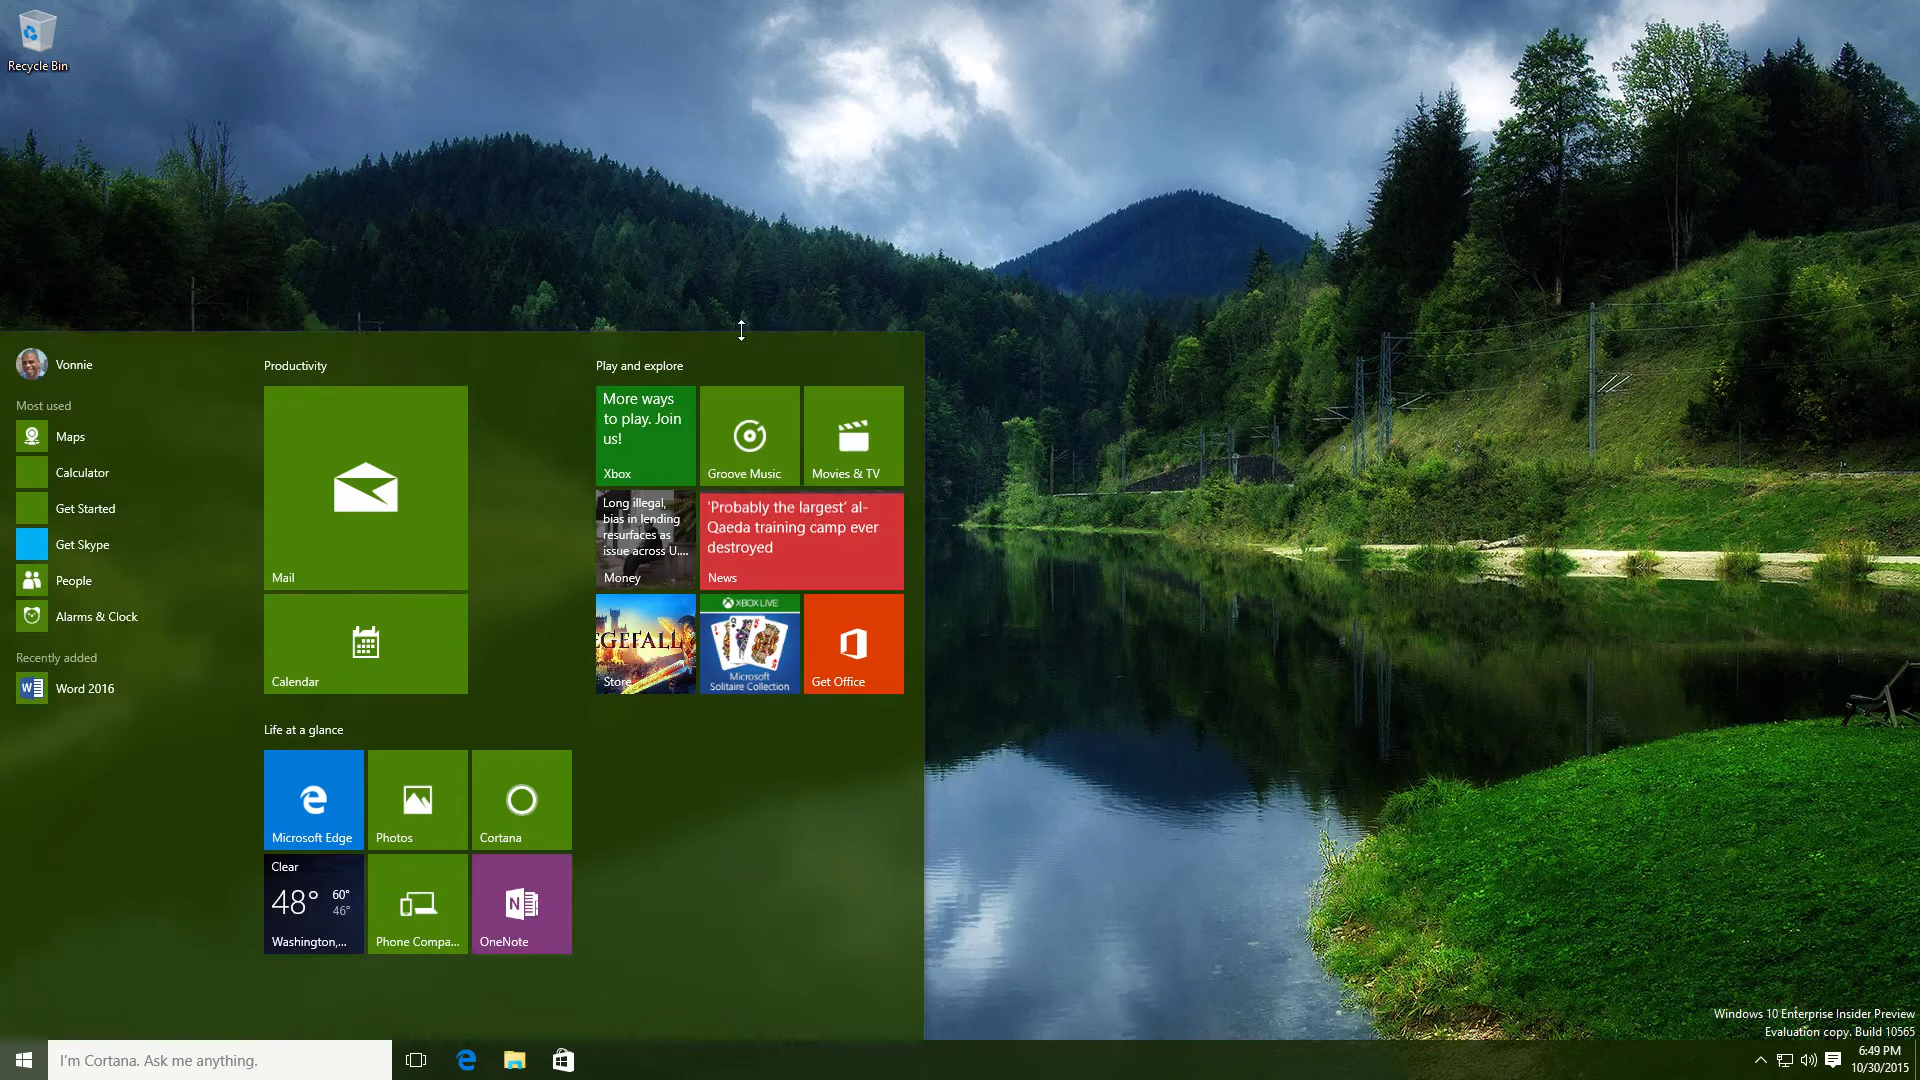 Recycle Bin
Vonnie
Most used
Maps
Calculator
Get Started
Get Skype
People
Alarms & Clock
Recently added
Word 2016
Productivity
Mail
Calendar
Life at a glance
Microsoft Edge
Photos
Cortana
Clear
48° 60°
46°
Washington,...
Phone Compa...
N
OneNote
Play and explore
More ways
to play. Join
us!
Xbox
Groove Music
Movies & TV
Long illegal,
bias in lending
resurfaces as
issue across U....
Money
'Probably the largest' al-
Qaeda training camp ever
destroyed
News
EGEFALL
Store
XBOX LIVE
Microsoft
Solitaire Collection
Get Office
Windows 10 Enterprise Insider Preview
Evaluation copy. Build 10565
I'm Cortana. Ask me anything.
6:49 PM
10/30/2015